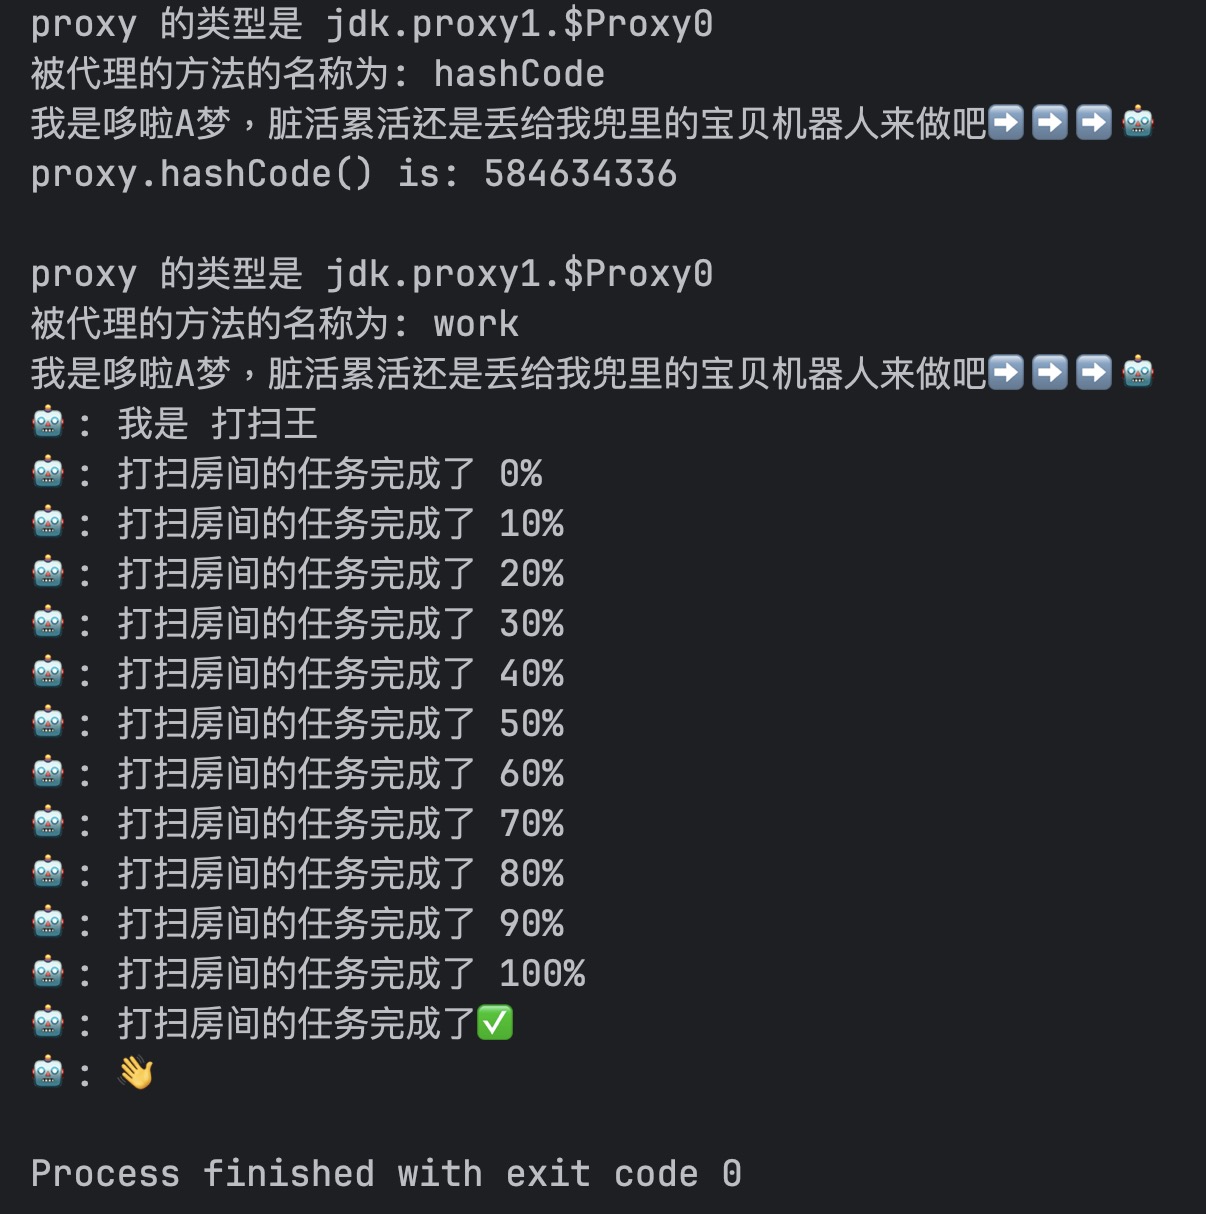 proxy 的类型是 jdk.proxy1.$Proxy0
被代理的方法的名称为: hashCode
我是哆啦A梦，脏活累活还是丢给我兜里的宝贝机器人来做吧➡️➡️➡️🤖
proxy.hashCode() is: 584634336
proxy 的类型是 jdk.proxy1.$Proxy0
被代理的方法的名称为: work
我是哆啦A梦，脏活累活还是丢给我兜里的宝贝机器人来做吧➡️➡️➡️🤖
🤖: 我是 打扫王
🤖: 打扫房间的任务完成了 0%
🤖: 打扫房间的任务完成了 10%
🤖: 打扫房间的任务完成了 20%
🤖: 打扫房间的任务完成了 30%
🤖: 打扫房间的任务完成了 40%
🤖: 打扫房间的任务完成了 50%
🤖: 打扫房间的任务完成了 60%
🤖: 打扫房间的任务完成了 70%
🤖: 打扫房间的任务完成了 80%
🤖: 打扫房间的任务完成了 90%
🤖: 打扫房间的任务完成了 100%
🤖: 打扫房间的任务完成了✅
🤖: 👋
Process finished with exit code 0